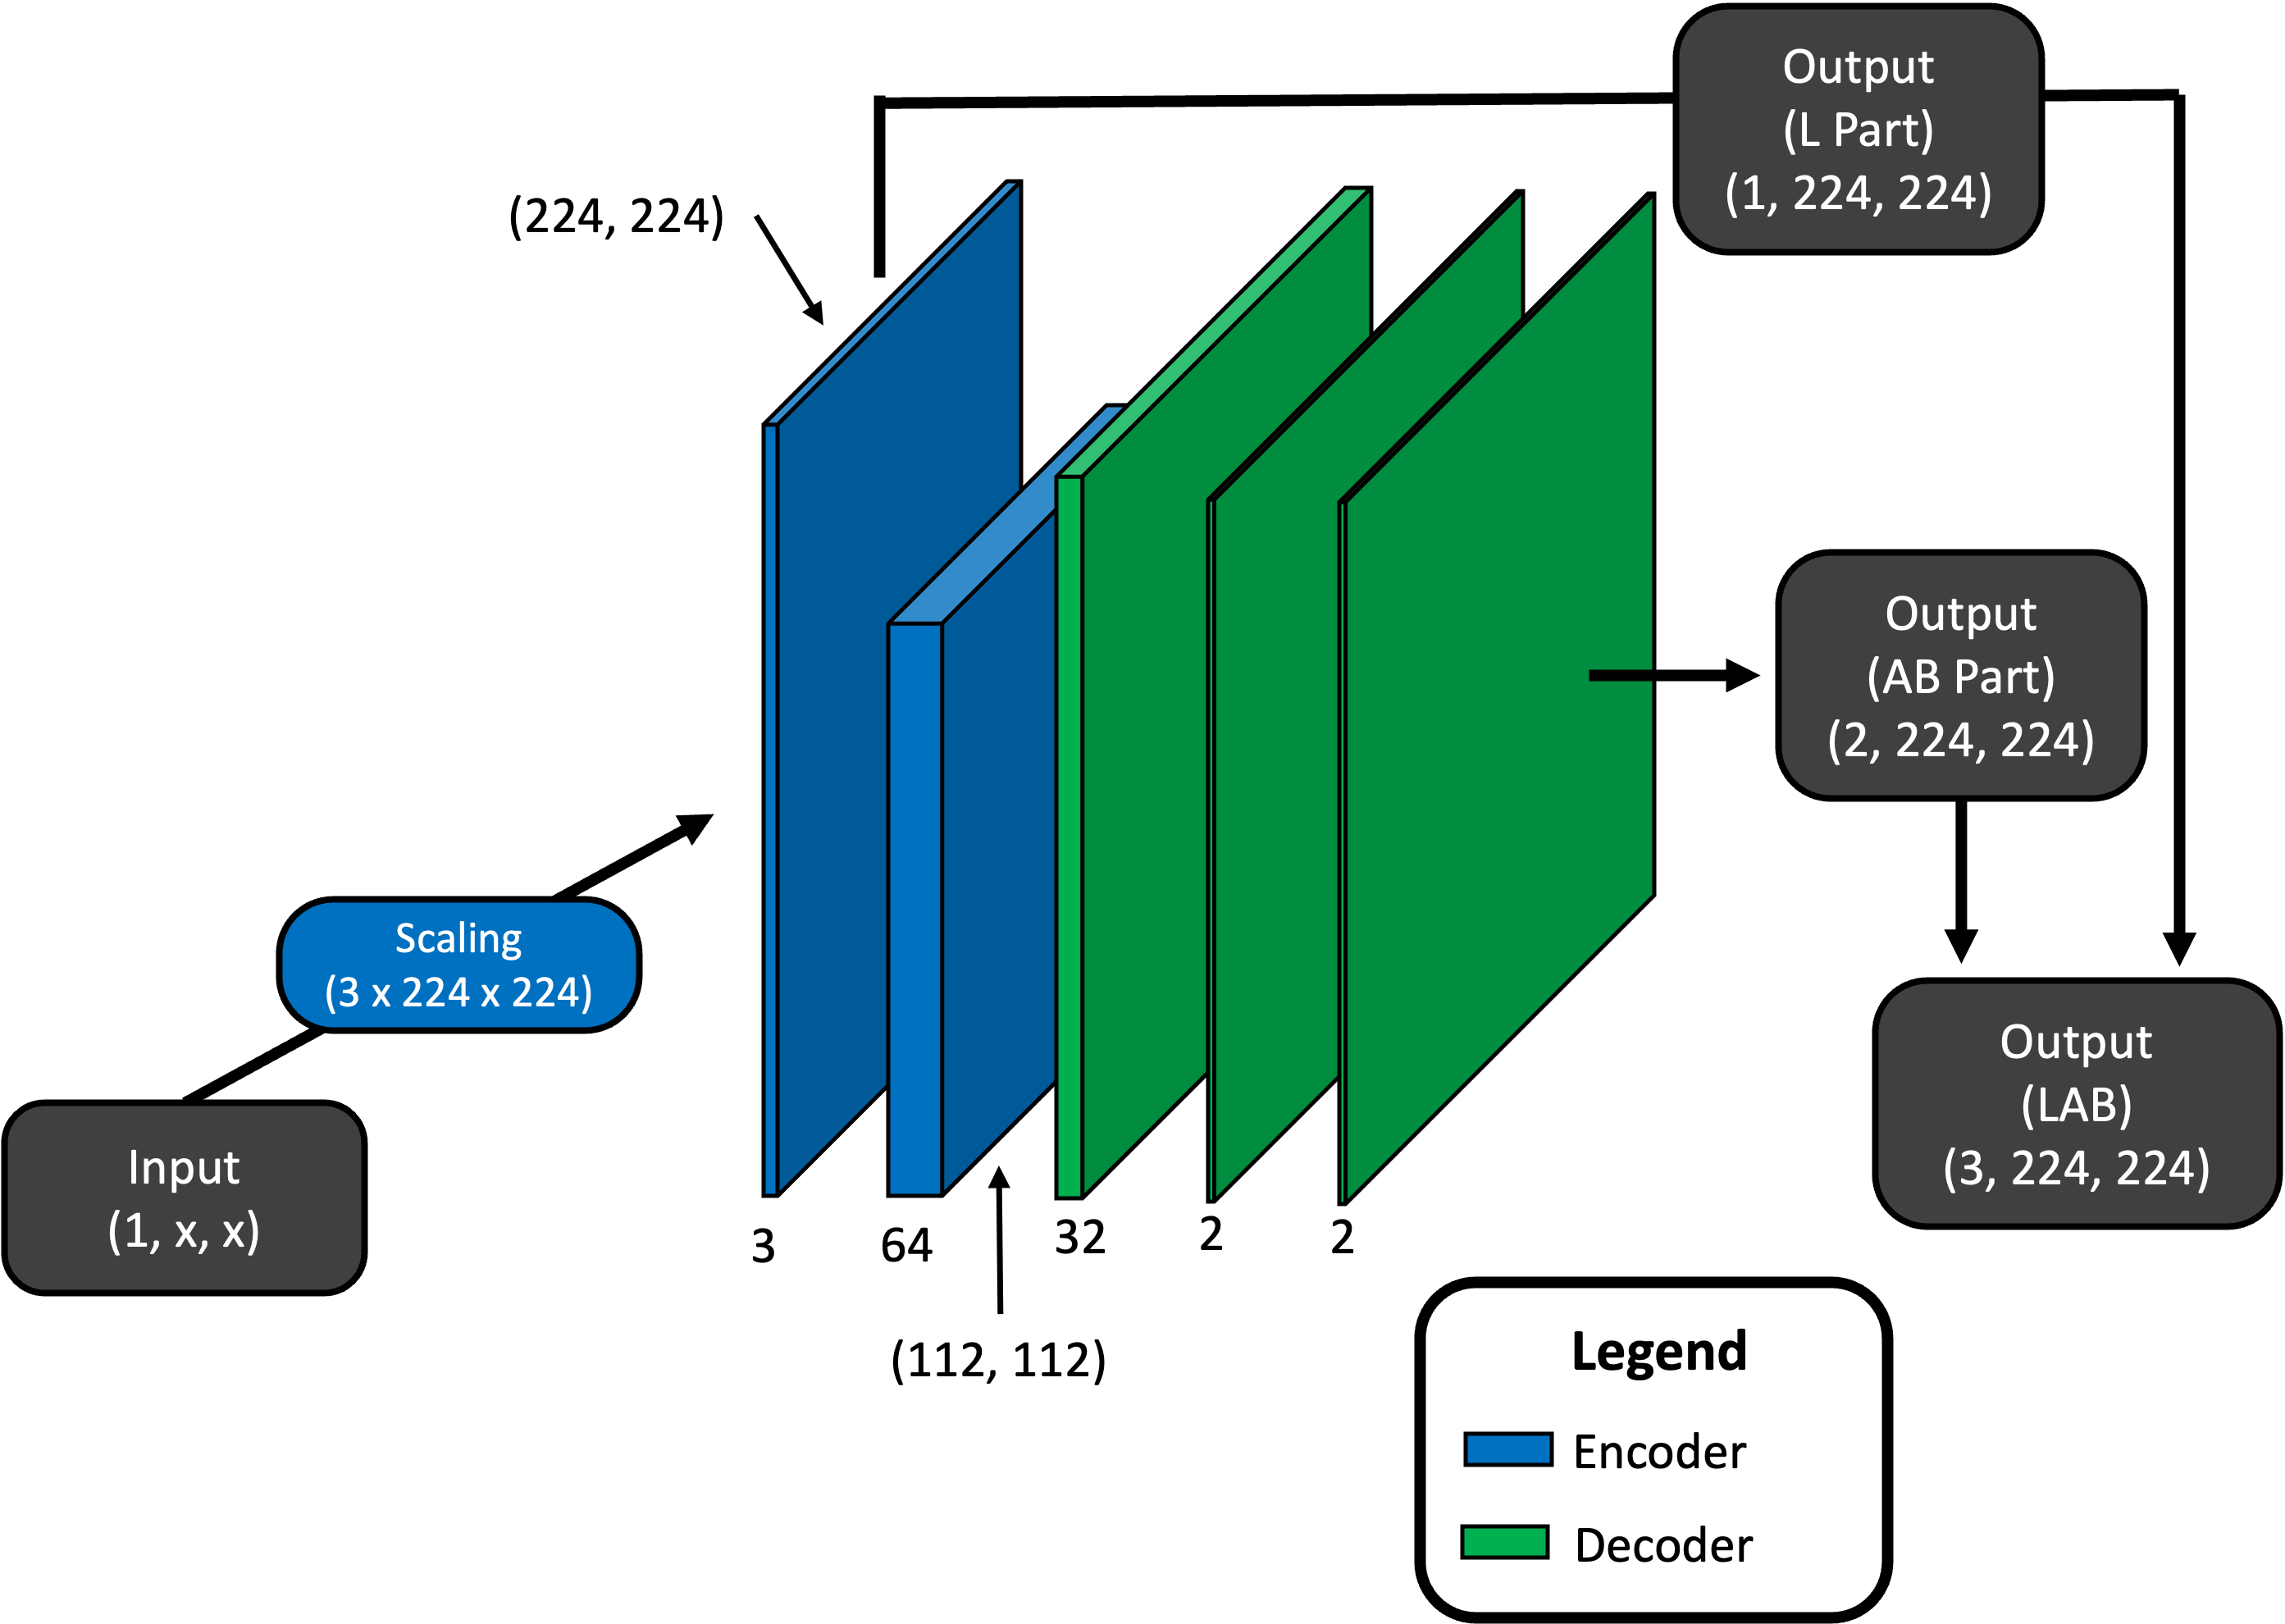 Output
(L Part)
(1, 224, 224)
(224, 224)
Output
(AB Part)
(2, 224, 224)
Scaling
(3 x 224 x 224)
Input
(1, x, x)
Output
(LAB)
(3, 224, 224)
3
64
32
2
2
(112, 112)
Legend
Encoder
Decoder